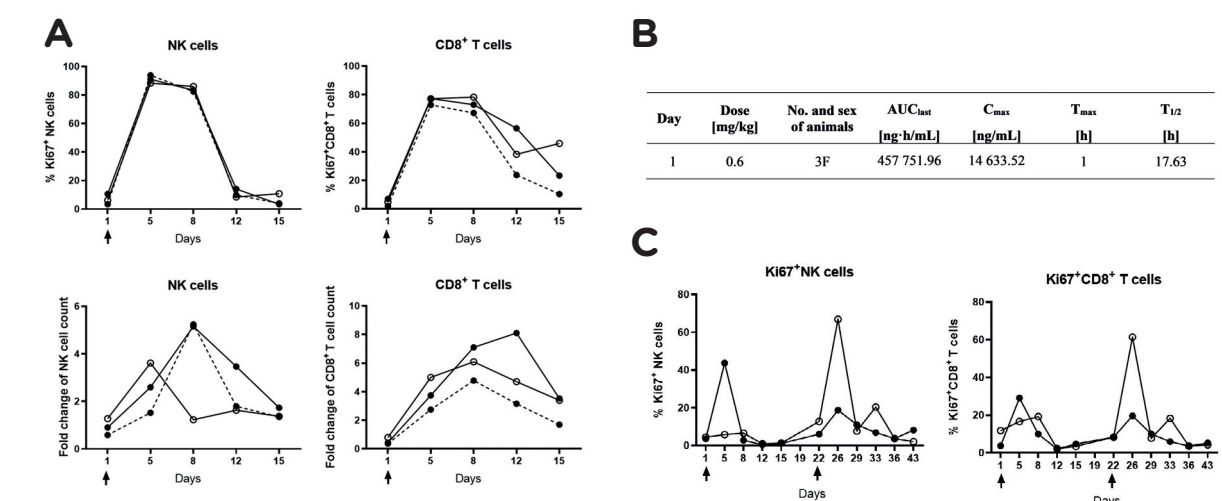 A
NK cells
% Ki67+ NK cells
100
80
60
40
20
0
1 5 8 12 15
Days
CD8+ T cells
% Ki67+CD8+ T cells
100
80
60
40
20
0
1 5 8 12 15
Days
NK cells
Fold change of NK cell count
6
4
2
0
1 5 8 12 15
Days
CD8+ T cells
Fold change of CD8+ T cell count
10
8
6
4
2
0
1 5 8 12 15
Days
B
Day Dose [mg/kg] No. and sex of animals AUClast [ng·h/mL] Cmax [ng/mL] Tmax [h] T1/2 [h]
1 0.6 3F 457 751.96 14 633.52 1 17.63
C
Ki67+NK cells
% Ki67+ NK cells
80
60
40
20
0
1 5 8 12 15 19 22 26 29 33 36 43
Days
Ki67+CD8+ T cells
% Ki67+CD8+ T cells
80
60
40
20
0
1 5 8 12 15 19 22 26 29 33 36 43
Days